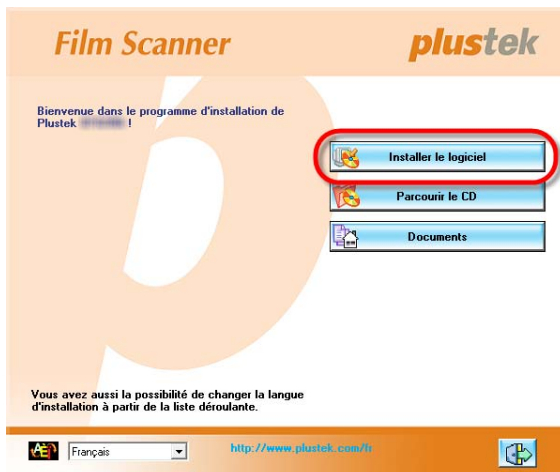 Film Scanner
plustek
Bienvenue dans le programme d'installation de
Plustek !
Installer le logiciel
Parcourir le CD
Documents
Vous avez aussi la possibilité de changer la langue
d'installation à partir de la liste déroulante.
Français
http://www.plustek.com/fr